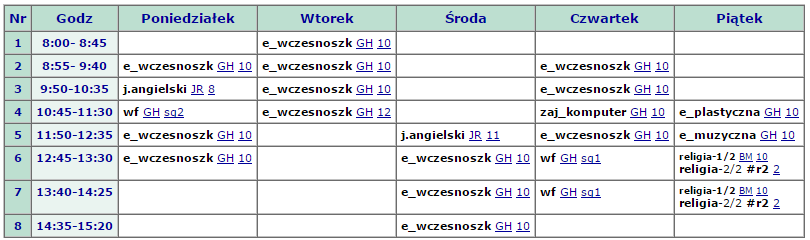 Nr Godz Poniedziałek Wtorek Środa Czwartek Piątek
1 8:00- 8:45 e_wczesnoszk GH 10
2 8:55- 9:40 e_wczesnoszk GH 10 e_wczesnoszk GH 10 e_wczesnoszk GH 10
3 9:50-10:35 j.angielski JR 8 e_wczesnoszk GH 10 e_wczesnoszk GH 10
4 10:45-11:30 wf GH sg2 e_wczesnoszk GH 12 zaj_komputer GH 10 e_plastyczna GH 10
5 11:50-12:35 e_wczesnoszk GH 10 j.angielski JR 11 e_wczesnoszk GH 10 e_muzyczna GH 10
6 12:45-13:30 e_wczesnoszk GH 10 e_wczesnoszk GH 10 wf GH sg1 religia-1/2 BM 10
religia-2/2 #r2 2
7 13:40-14:25 e_wczesnoszk GH 10 wf GH sg1 religia-1/2 BM 10
religia-2/2 #r2 2
8 14:35-15:20 e_wczesnoszk GH 10